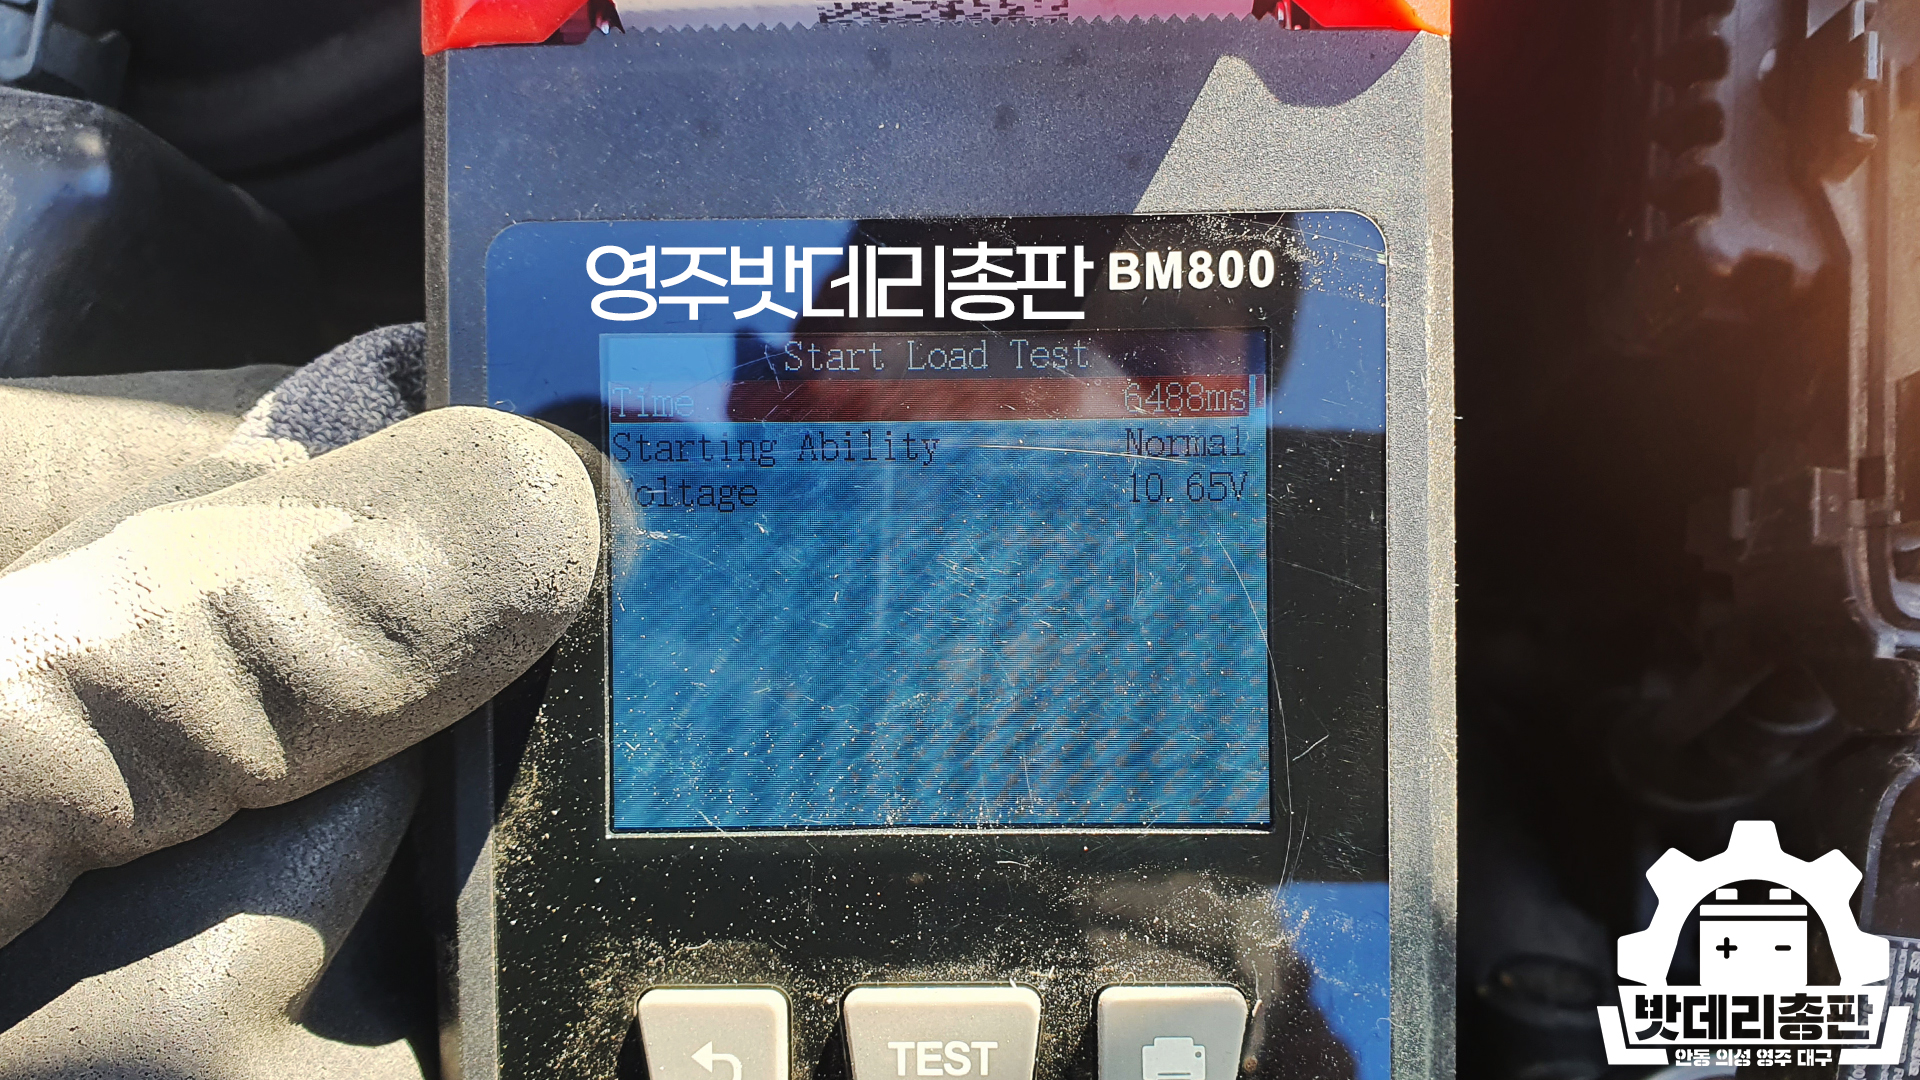 영주밧데리총판 BM800
Start Load Test
Time 6488ms
Starting Ability Normal
Voltage 10.65V
TEST
+ -
밧데리총판
안동 의성 영주 대구